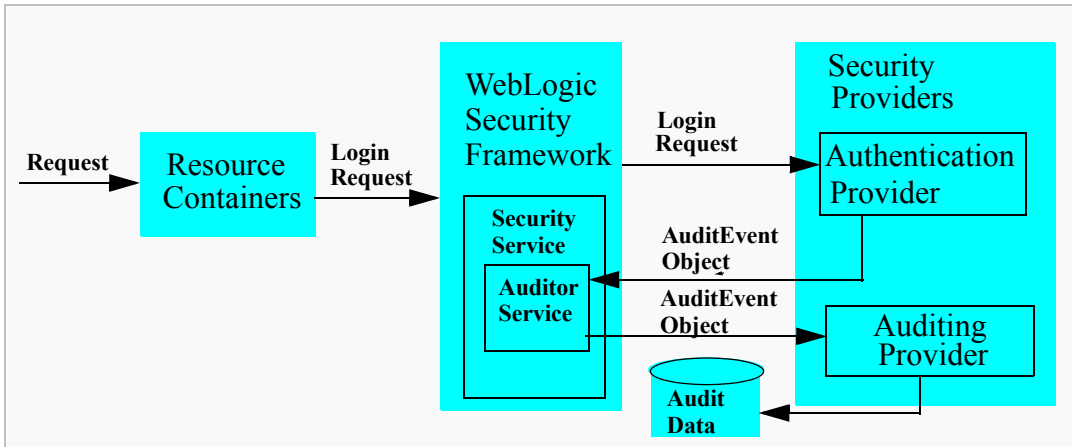 Request
Resource
Containers
Login
Request
WebLogic
Security
Framework
Security
Service
Auditor
Service
Login
Request
AuditEvent
Object
AuditEvent
Object
Security
Providers
Authentication
Provider
Auditing
Provider
Audit
Data